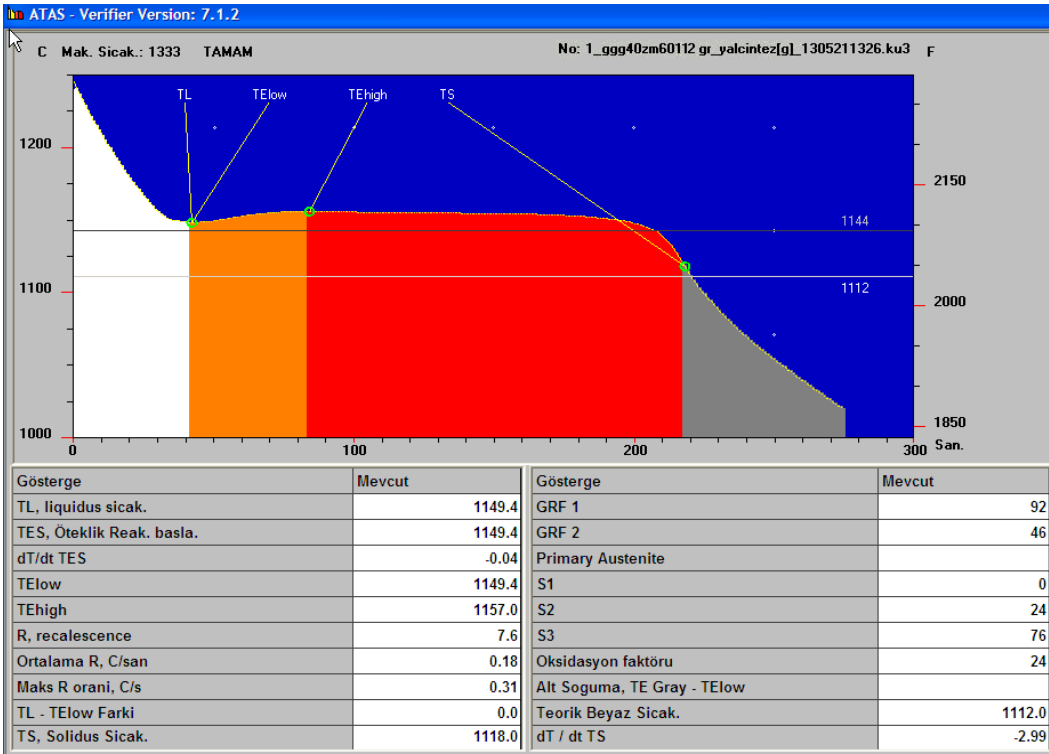 ATAS - Verifier Version: 7.1.2
C Mak. Sicak.: 1333 TAMAM No: 1_ggg40zm60112 gr_yalcintez[g]_1305211326.ku3 F
TL TElow TEhigh TS
1200
2150
1144
1100
1112
2000
1000
1850
0 100 200 300 San.
Gösterge Mevcut Gösterge Mevcut
TL, liquidus sicak. 1149.4 GRF 1 92
TES, Öteklik Reak. basla. 1149.4 GRF 2 46
dT/dt TES -0.04 Primary Austenite
TElow 1149.4 S1 0
TEhigh 1157.0 S2 24
R, recalescence 7.6 S3 76
Ortalama R, C/san 0.18 Oksidasyon faktöru 24
Maks R orani, C/s 0.31 Alt Soguma, TE Gray - TElow
TL - TElow Farki 0.0 Teorik Beyaz Sicak. 1112.0
TS, Solidus Sicak. 1118.0 dT / dt TS -2.99